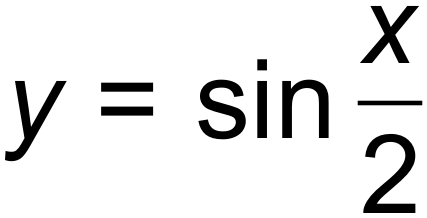 y = sin x/2